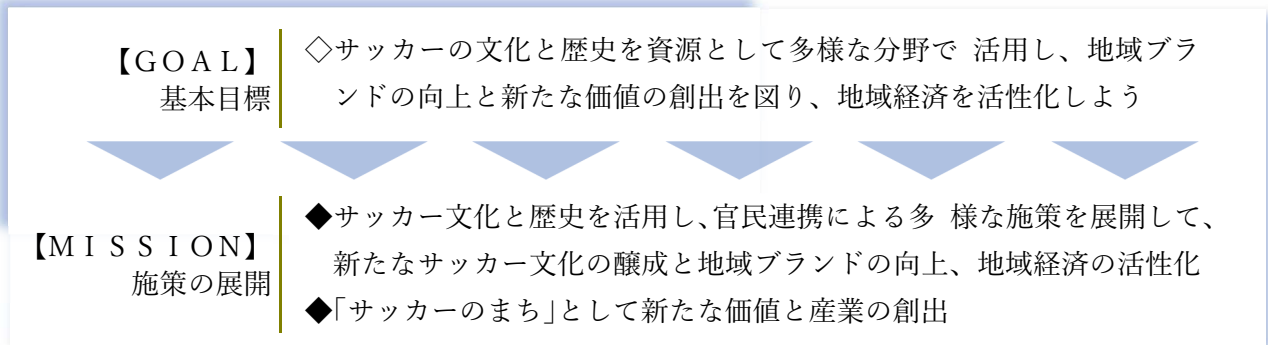 【ＧＯＡＬ】
基本目標
◇サッカーの文化と歴史を資源として多様な分野で 活用し、地域ブラ
ンドの向上と新たな価値の創出を図り、地域経済を活性化しよう
【ＭＩＳＳＩＯＮ】
施策の展開
◆サッカー文化と歴史を活用し、官民連携による多 様な施策を展開して、
新たなサッカー文化の醸成と地域ブランドの向上、地域経済の活性化
◆「サッカーのまち」として新たな価値と産業の創出